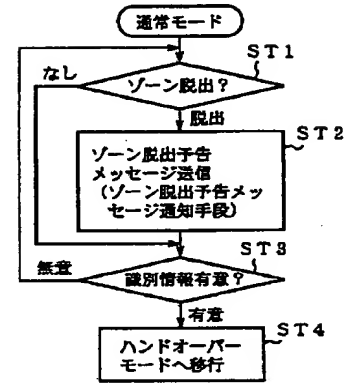 通常モード
ST1
なし
ゾーン脱出?
脱出
ST2
ゾーン脱出予告
メッセージ送信
(ゾーン脱出予告メッ
セージ通知手段)
ST3
無意
識別情報有意?
有意
ST4
ハンドオーバー
モードへ移行